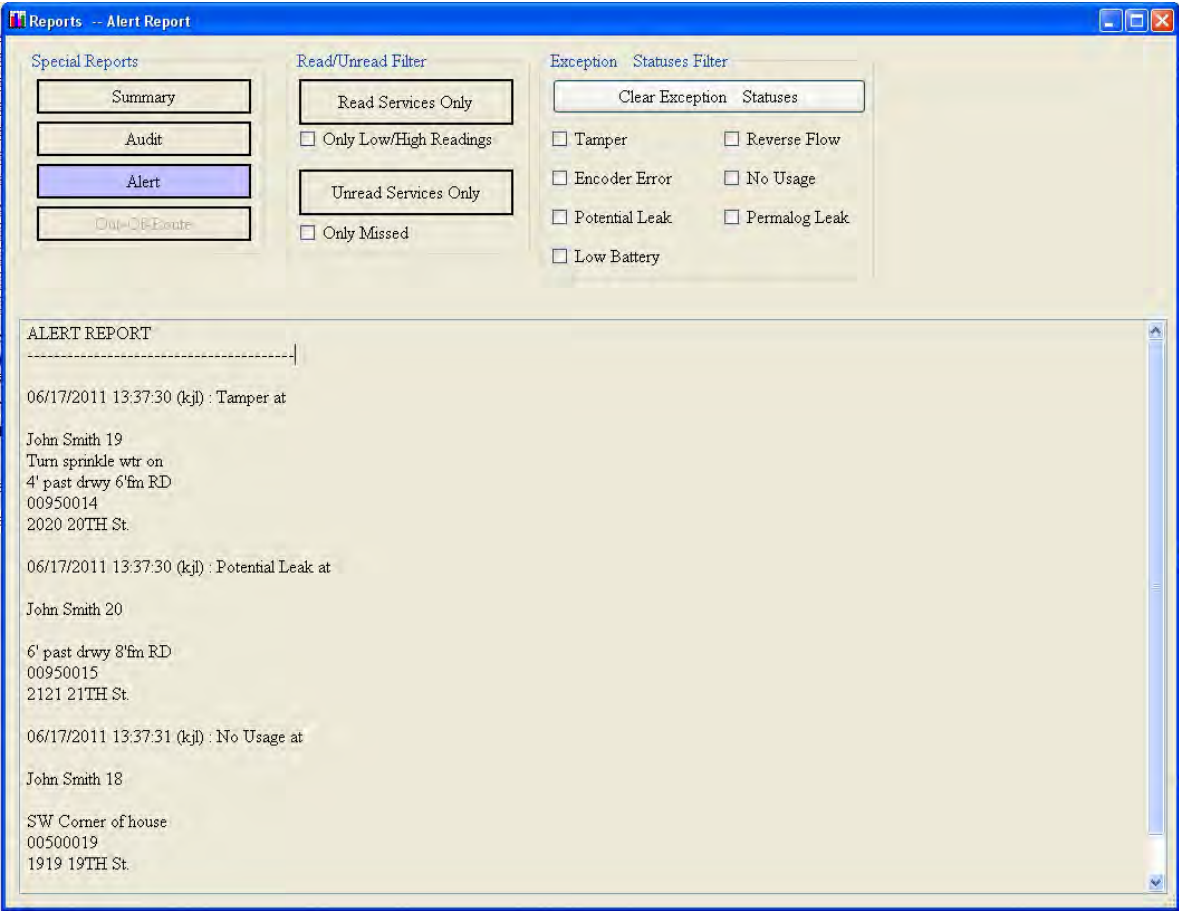 Reports -- Alert Report
Special Reports
Summary
Audit
Alert
Out-Of-Route
Read/Unread Filter
Read Services Only
Only Low/High Readings
Unread Services Only
Only Missed
Exception Statuses Filter
Clear Exception Statuses
Tamper
Reverse Flow
Encoder Error
No Usage
Potential Leak
Permalog Leak
Low Battery
ALERT REPORT
----------------------------------------
06/17/2011 13:37:30 (kjl) : Tamper at
John Smith 19
Turn sprinkle wtr on
4' past drwy 6'fm RD
00950014
2020 20TH St.
06/17/2011 13:37:30 (kjl) : Potential Leak at
John Smith 20
6' past drwy 8'fm RD
00950015
2121 21TH St.
06/17/2011 13:37:31 (kjl) : No Usage at
John Smith 18
SW Corner of house
00500019
1919 19TH St.